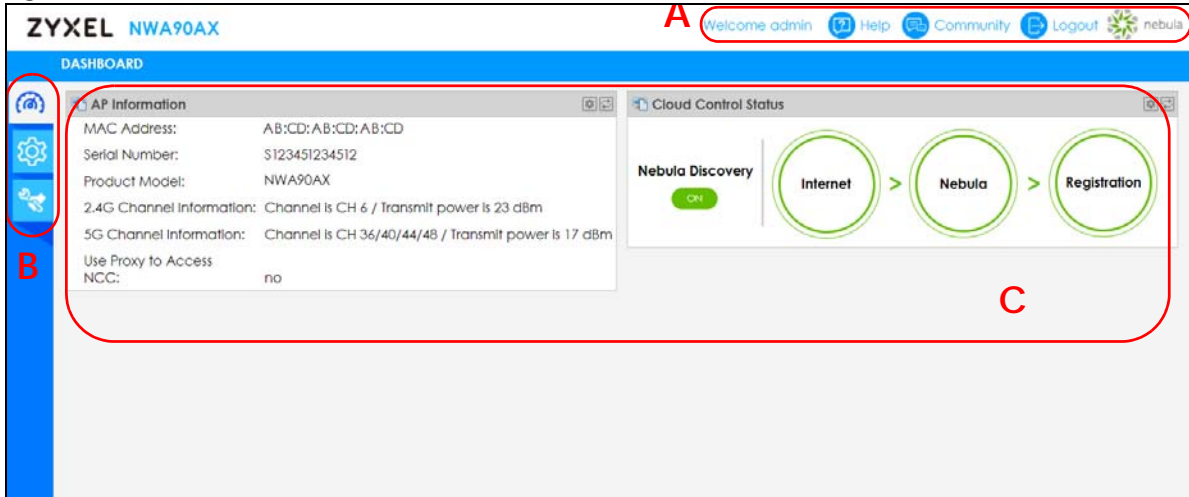 ZYXEL NWA90AX
A
Welcome admin Help Community Logout nebula
DASHBOARD
AP Information
MAC Address: AB:CD:AB:CD:AB:CD
Serial Number: S123451234512
Product Model: NWA90AX
2.4G Channel Information: Channel is CH 6 / Transmit power is 23 dBm
5G Channel Information: Channel is CH 36/40/44/48 / Transmit power is 17 dBm
Use Proxy to Access
NCC: no
Cloud Control Status
Nebula Discovery
ON
Internet > Nebula > Registration
B
C